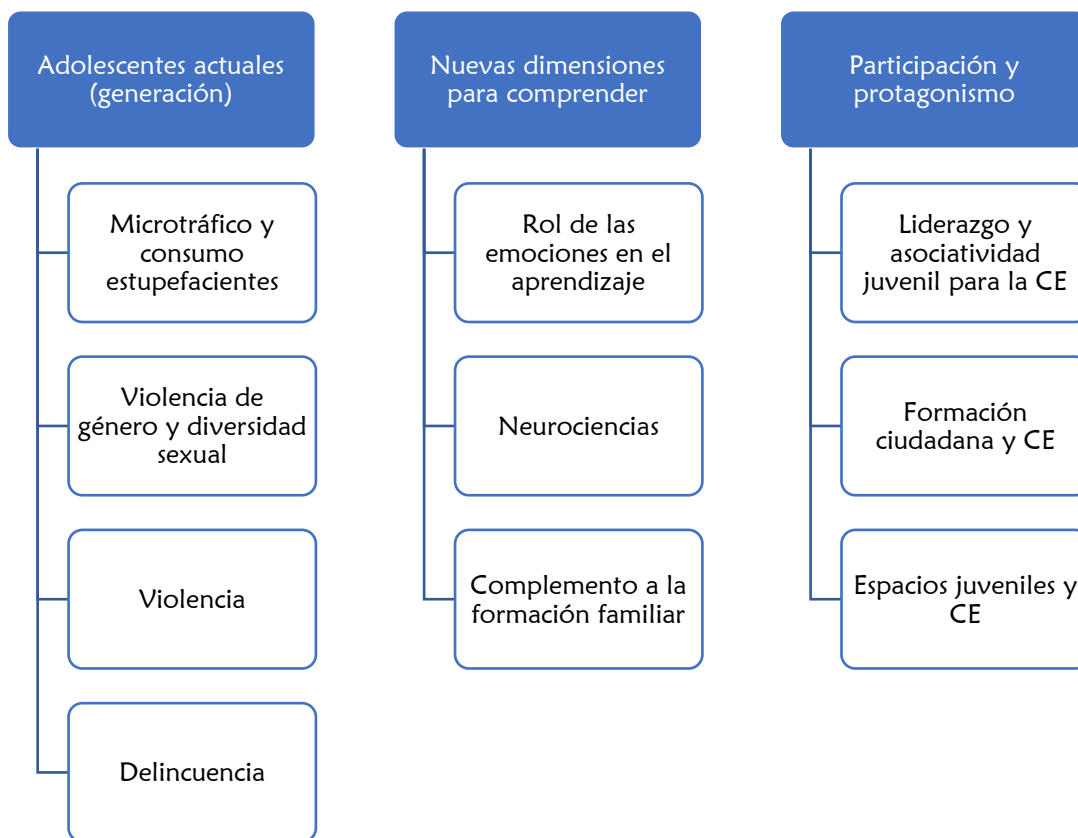 Adolescentes actuales
(generación)
Microtráfico y
consumo
estupefacientes
Violencia de
género y diversidad
sexual
Violencia
Delincuencia
Nuevas dimensiones
para comprender
Rol de las
emociones en el
aprendizaje
Neurociencias
Complemento a la
formación familiar
Participación y
protagonismo
Liderazgo y
asociatividad
juvenil para la CE
Formación
ciudadana y CE
Espacios juveniles y
CE